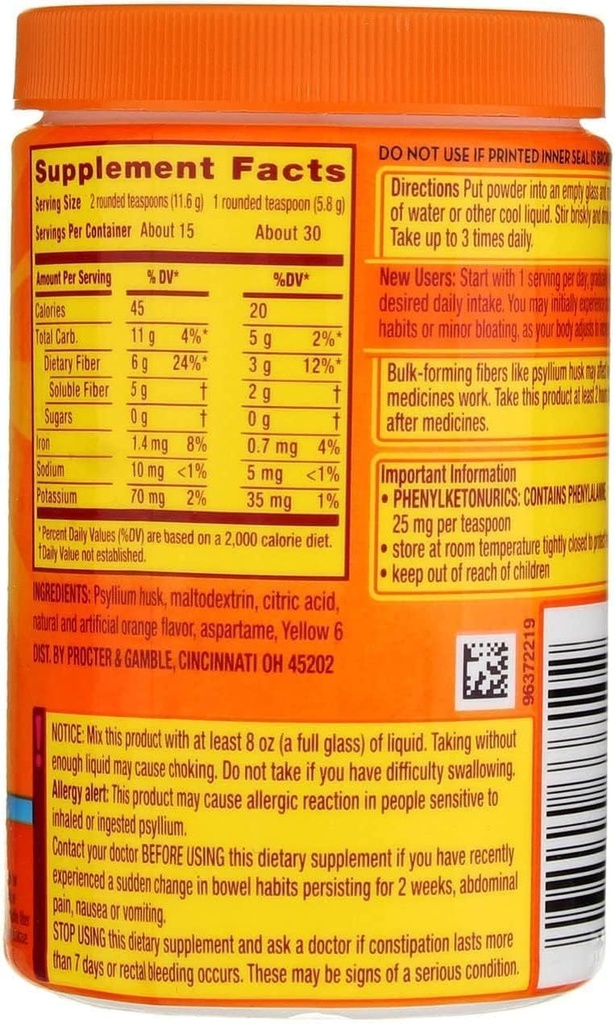 Supplement Facts
Serving Size 2 rounded teaspoons (11.6 g) 1 rounded teaspoon (5.8 g)
Servings Per Container About 15 About 30
Amount Per Serving % DV* %DV*
Calories 45 20
Total Carb. 11 g 4%* 5 g 2%*
Dietary Fiber 6 g 24%* 3 g 12%*
Soluble Fiber 5 g † 2 g †
Sugars 0 g † 0 g †
Iron 1.4 mg 8% 0.7 mg 4%
Sodium 10 mg <1% 5 mg <1%
Potassium 70 mg 2% 35 mg 1%
*Percent Daily Values (%DV) are based on a 2,000 calorie diet.
†Daily Value not established.
INGREDIENTS: Psyllium husk, maltodextrin, citric acid,
natural and artificial orange flavor, aspartame, Yellow 6
DIST. BY PROCTER & GAMBLE, CINCINNATI OH 45202
DO NOT USE IF PRINTED INNER SEAL IS
Directions Put powder into an empty glass
of water or other cool liquid. Stir briskly and
Take up to 3 times daily.
New Users: Start with 1 serving per day,
desired daily intake. You may initially
habits or minor bloating, as your body adjusts
Bulk-forming fibers like psyllium husk may
medicines work. Take this product at least 2
after medicines.
Important Information
• PHENYLKETONURICS: CONTAINS
25 mg per teaspoon
• store at room temperature tightly closed to
• keep out of reach of children
96372219
! NOTICE: Mix this product with at least 8 oz (a full glass) of liquid. Taking without
enough liquid may cause choking. Do not take if you have difficulty swallowing.
Allergy alert: This product may cause allergic reaction in people sensitive to
inhaled or ingested psyllium.
Contact your doctor BEFORE USING this dietary supplement if you have recently
experienced a sudden change in bowel habits persisting for 2 weeks, abdominal
pain, nausea or vomiting.
STOP USING this dietary supplement and ask a doctor if constipation lasts more
than 7 days or rectal bleeding occurs. These may be signs of a serious condition.